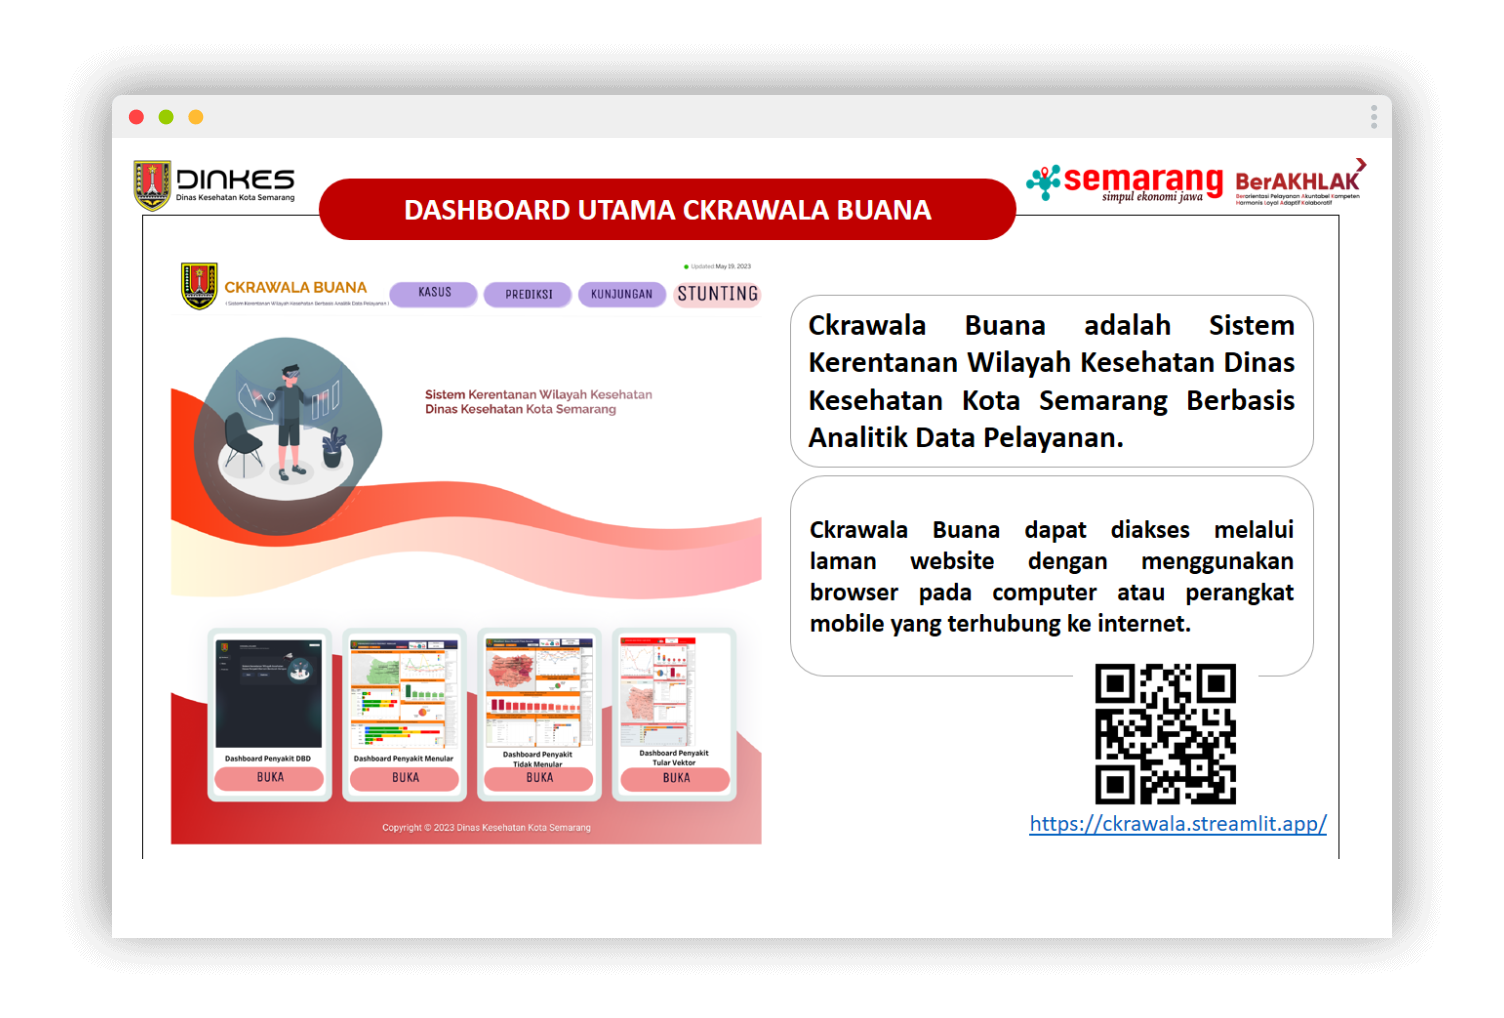 DINKES
Dinas Kesehatan Kota Semarang
DASHBOARD UTAMA CKRAWALA BUANA
semarang
simpul ekonomi jawa
BerAKHLAK
Berorientasi Pelayanan Akuntabel Kompeten
Harmonis Loyal Adaptif Kolaboratif
Updated May 19, 2023
CKRAWALA BUANA
( Sistem Kerentanan Wilayah Kesehatan Berbasis Analitik Data Pelayanan )
KASUS
PREDIKSI
KUNJUNGAN
STUNTING
Sistem Kerentanan Wilayah Kesehatan
Dinas Kesehatan Kota Semarang
Ckrawala Buana adalah Sistem
Kerentanan Wilayah Kesehatan Dinas
Kesehatan Kota Semarang Berbasis
Analitik Data Pelayanan.
Ckrawala Buana dapat diakses melalui
laman website dengan menggunakan
browser pada computer atau perangkat
mobile yang terhubung ke internet.
Dashboard Penyakit DBD
BUKA
Dashboard Penyakit Menular
BUKA
Dashboard Penyakit
Tidak Menular
BUKA
Dashboard Penyakit
Tular Vektor
BUKA
Copyright © 2023 Dinas Kesehatan Kota Semarang
https://ckrawala.streamlit.app/